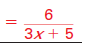 = 6/(3x + 5)